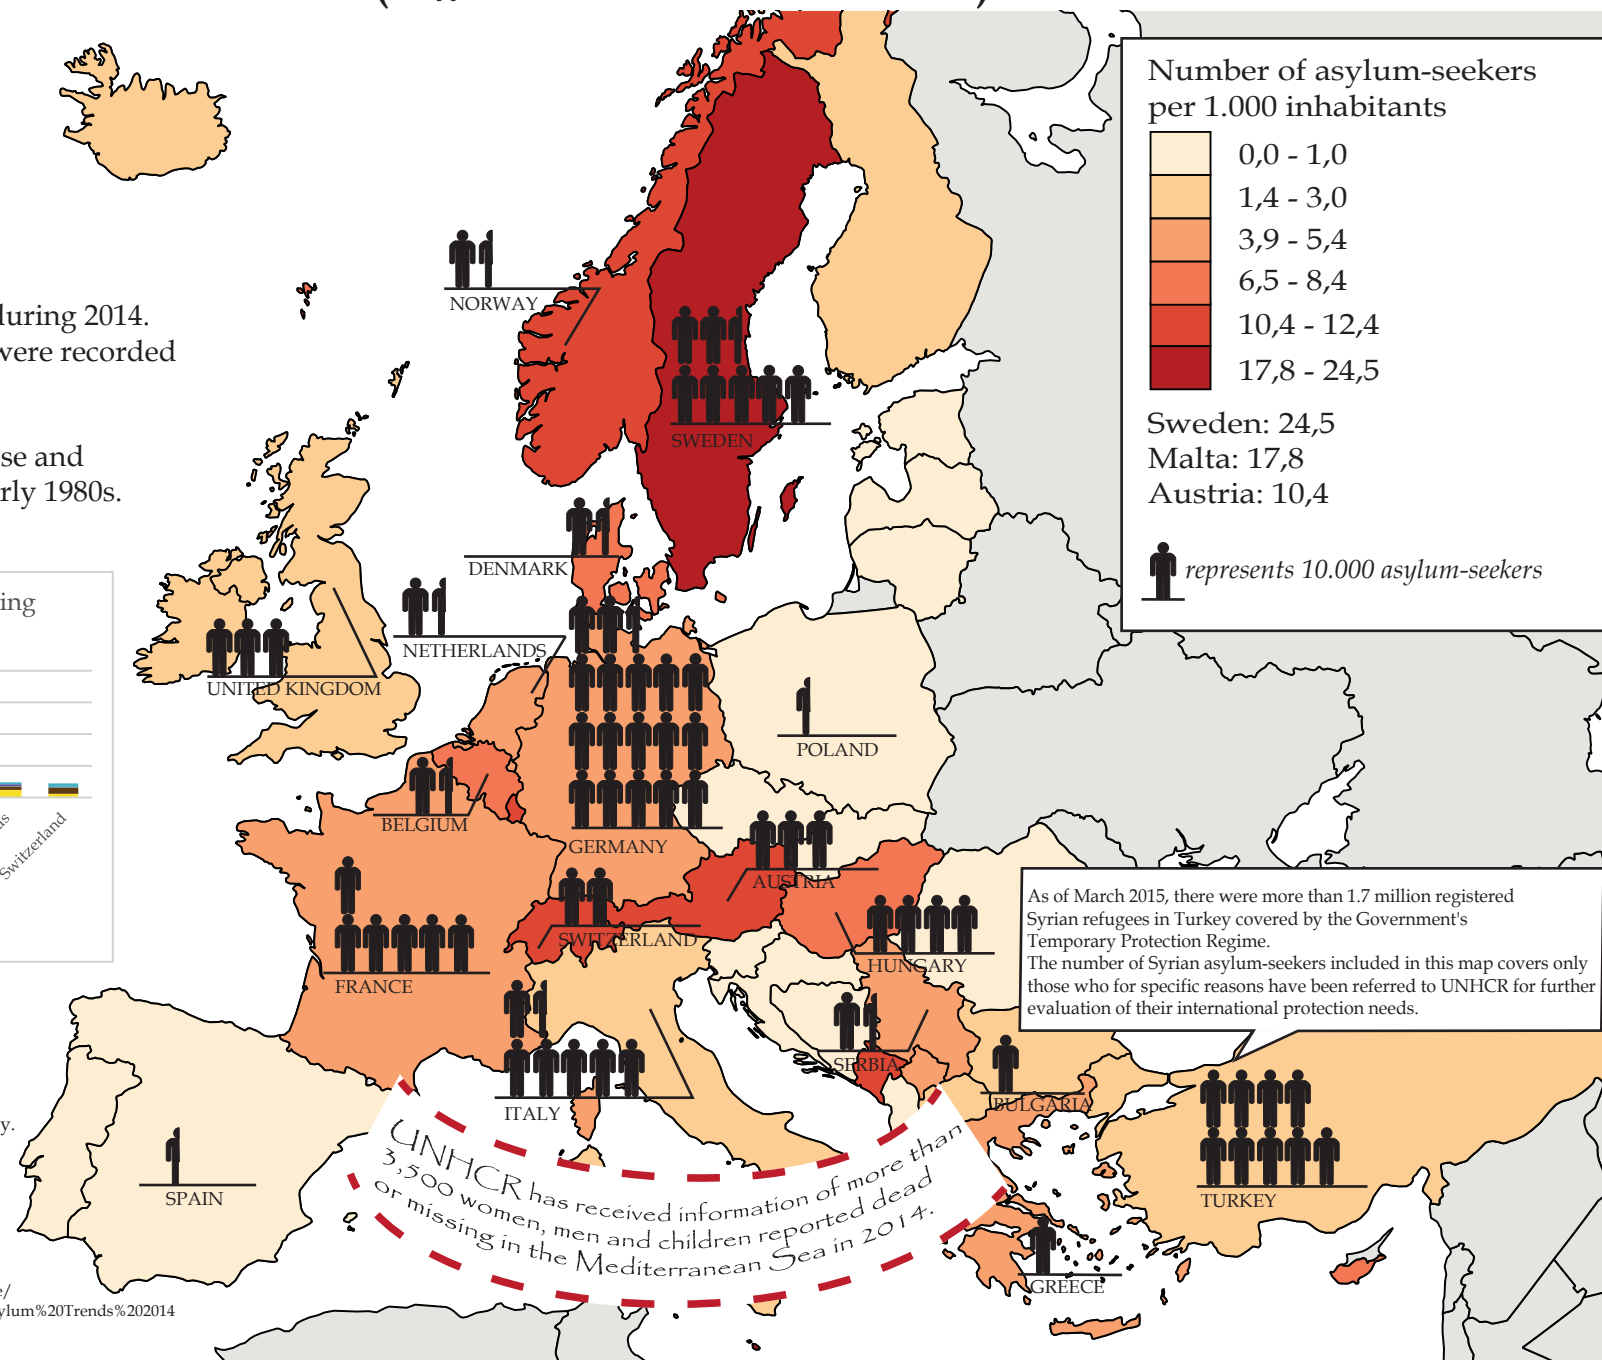 Number of asylum-seekers
per 1.000 inhabitants
0,0 - 1,0
1,4 - 3,0
3,9 - 5,4
6,5 - 8,4
10,4 - 12,4
17,8 - 24,5
Sweden: 24,5
Malta: 17,8
Austria: 10,4
represents 10.000 asylum-seekers
during 2014.
were recorded
se and
rly 1980s.
ing
Switzerland
NORWAY
SWEDEN
DENMARK
NETHERLANDS
UNITED KINGDOM
POLAND
BELGIUM
GERMANY
AUSTRIA
SWITZERLAND
HUNGARY
FRANCE
As of March 2015, there were more than 1.7 million registered
Syrian refugees in Turkey covered by the Government's
Temporary Protection Regime.
The number of Syrian asylum-seekers included in this map covers only
those who for specific reasons have been referred to UNHCR for further
evaluation of their international protection needs.
SERBIA
ITALY
BULGARIA
SPAIN
TURKEY
GREECE
UNHCR has received information of more than
3,500 women, men and children reported dead
or missing in the Mediterranean Sea in 2014.
y.
e/
ylum%20Trends%202014